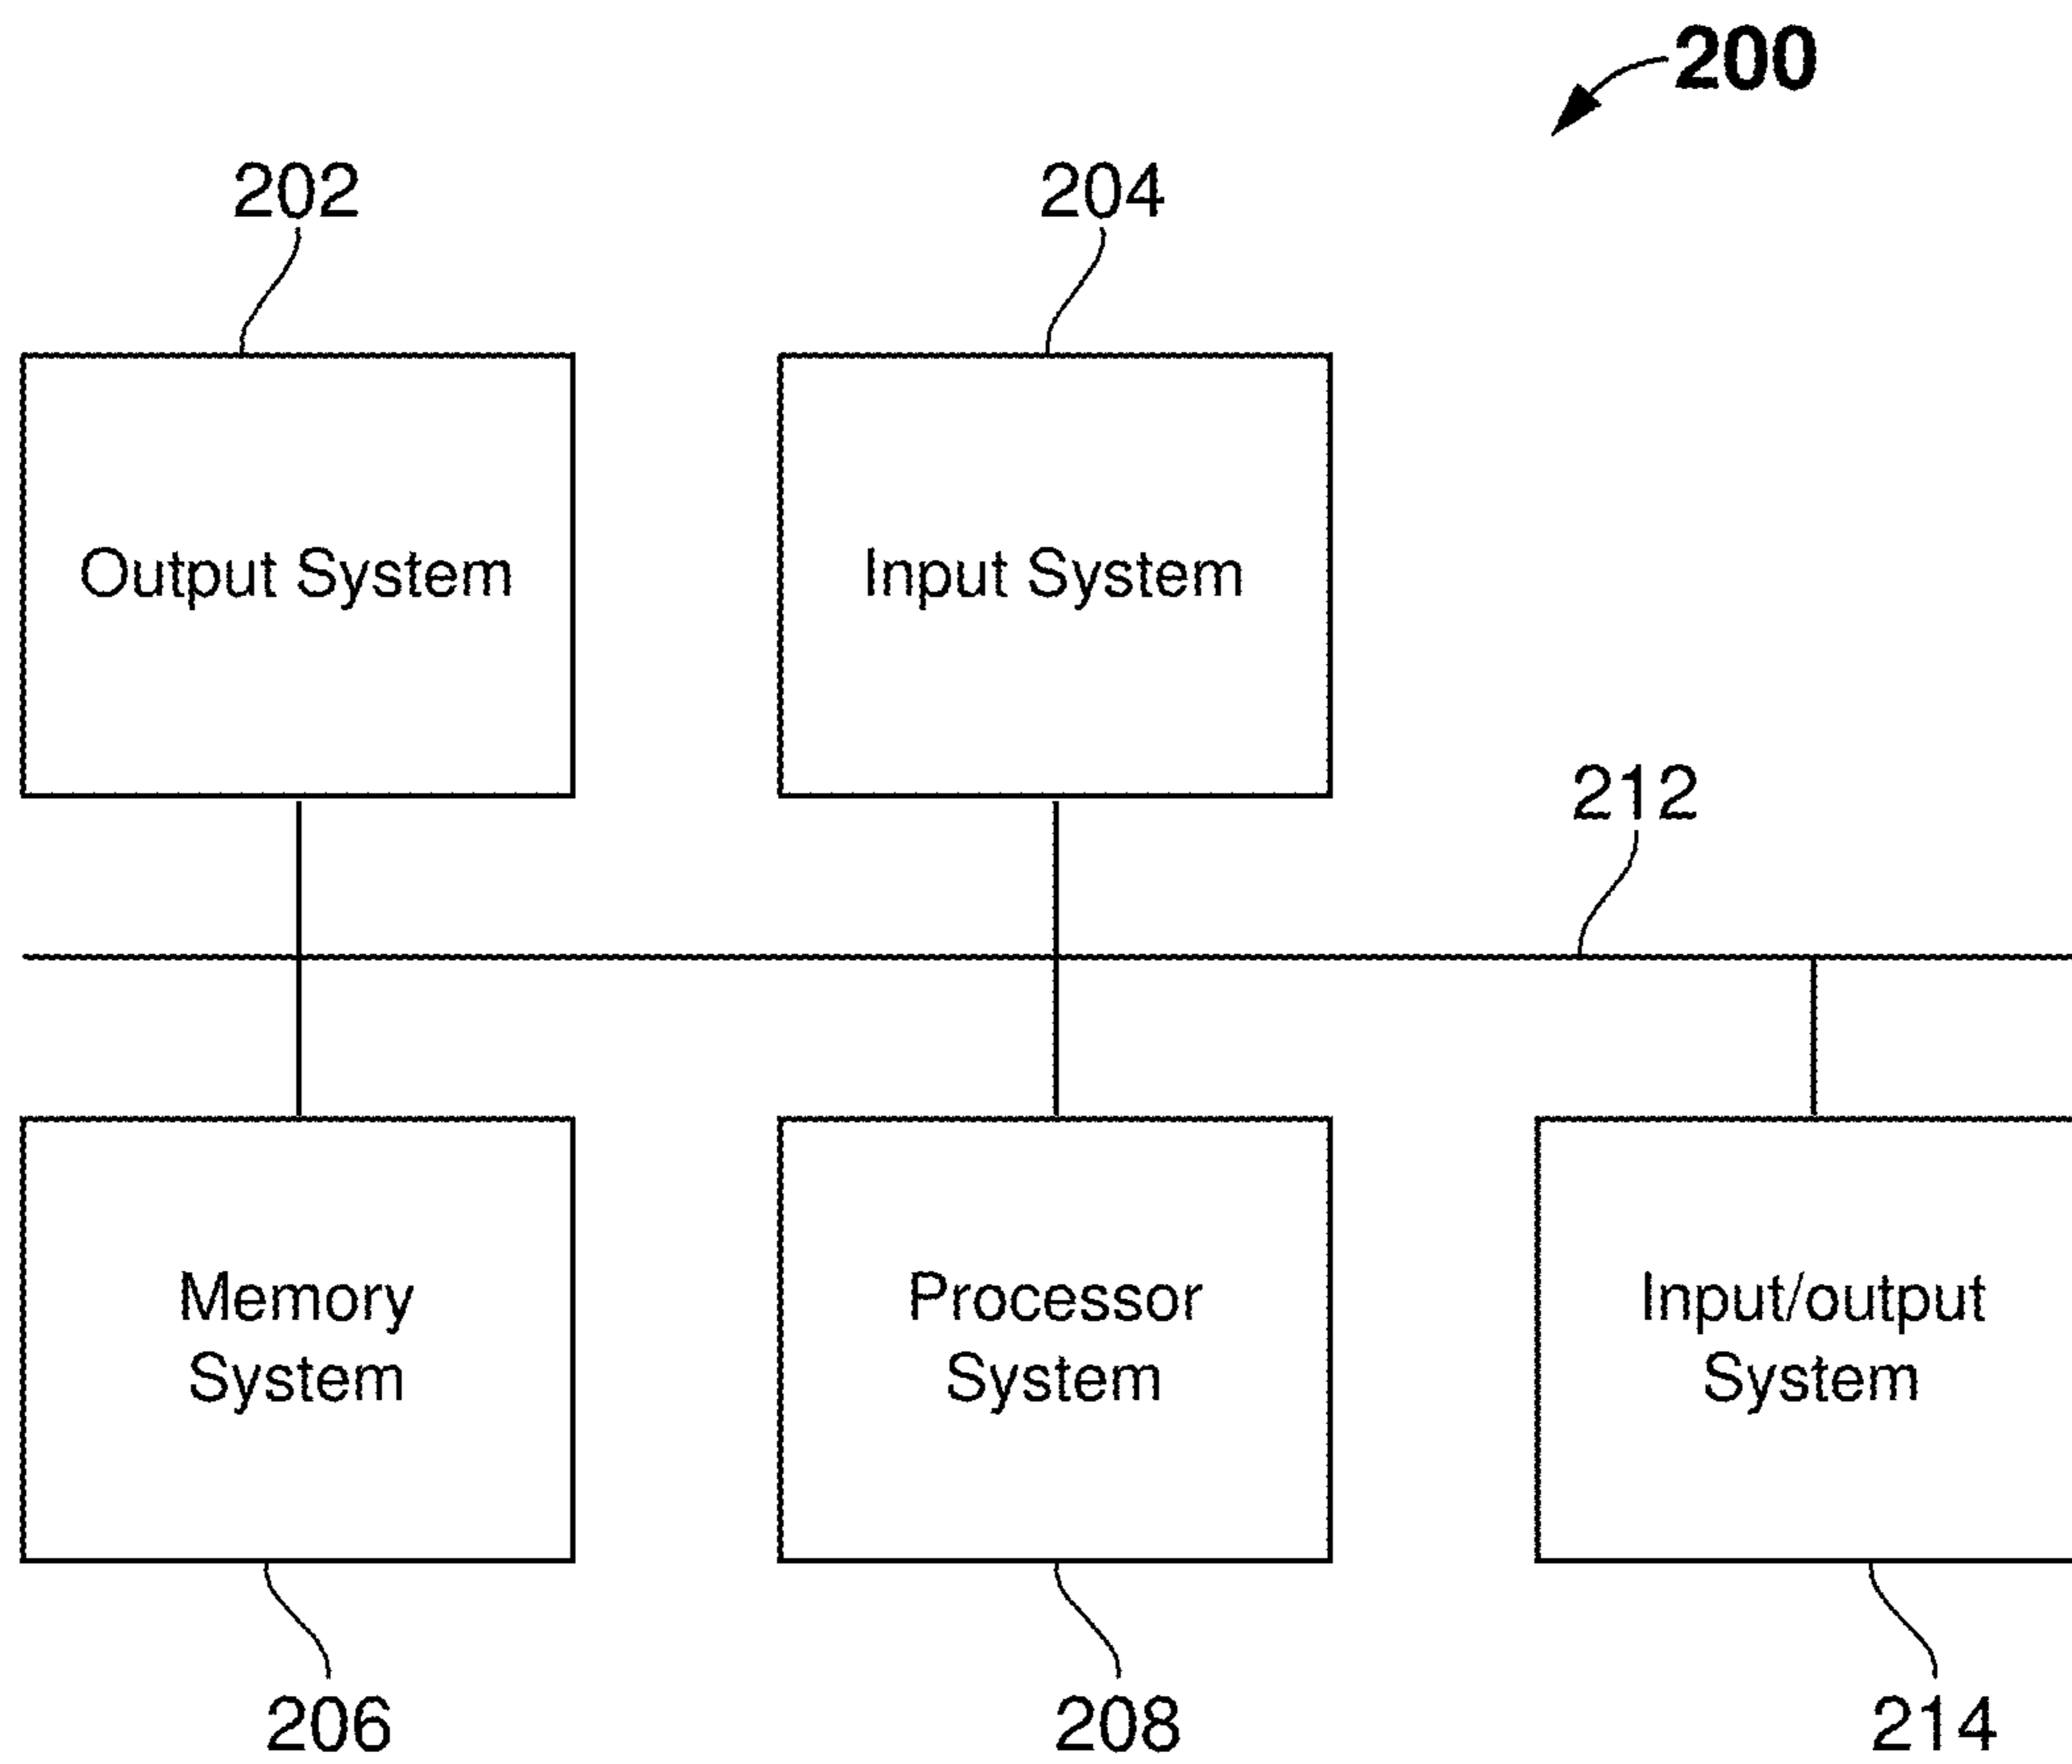 200
202
204
Output System
Input System
212
Memory
System
Processor
System
Input/output
System
206
208
214